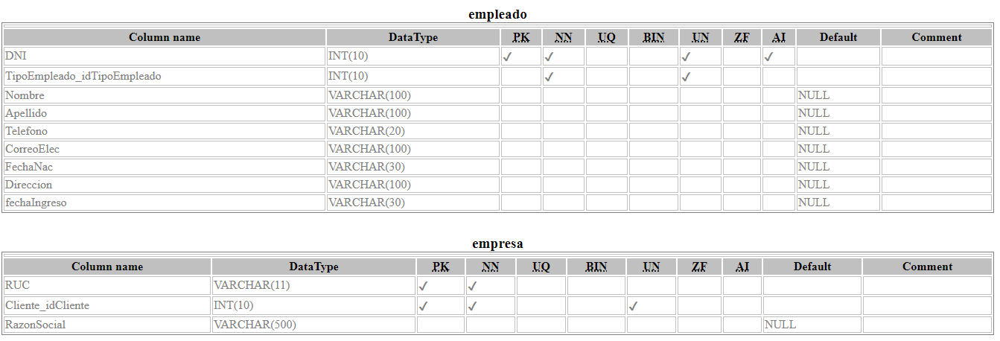 empleado
Column name DataType PK NN UQ BIN UN ZF AI Default Comment
DNI INT(10) ✓ ✓ ✓ ✓
TipoEmpleado_idTipoEmpleado INT(10) ✓ ✓
Nombre VARCHAR(100) NULL
Apellido VARCHAR(100) NULL
Telefono VARCHAR(20) NULL
CorreoElec VARCHAR(100) NULL
FechaNac VARCHAR(30) NULL
Direccion VARCHAR(100) NULL
fechaIngreso VARCHAR(30) NULL
empresa
Column name DataType PK NN UQ BIN UN ZF AI Default Comment
RUC VARCHAR(11) ✓ ✓
Cliente_idCliente INT(10) ✓ ✓ ✓
RazonSocial VARCHAR(500) NULL